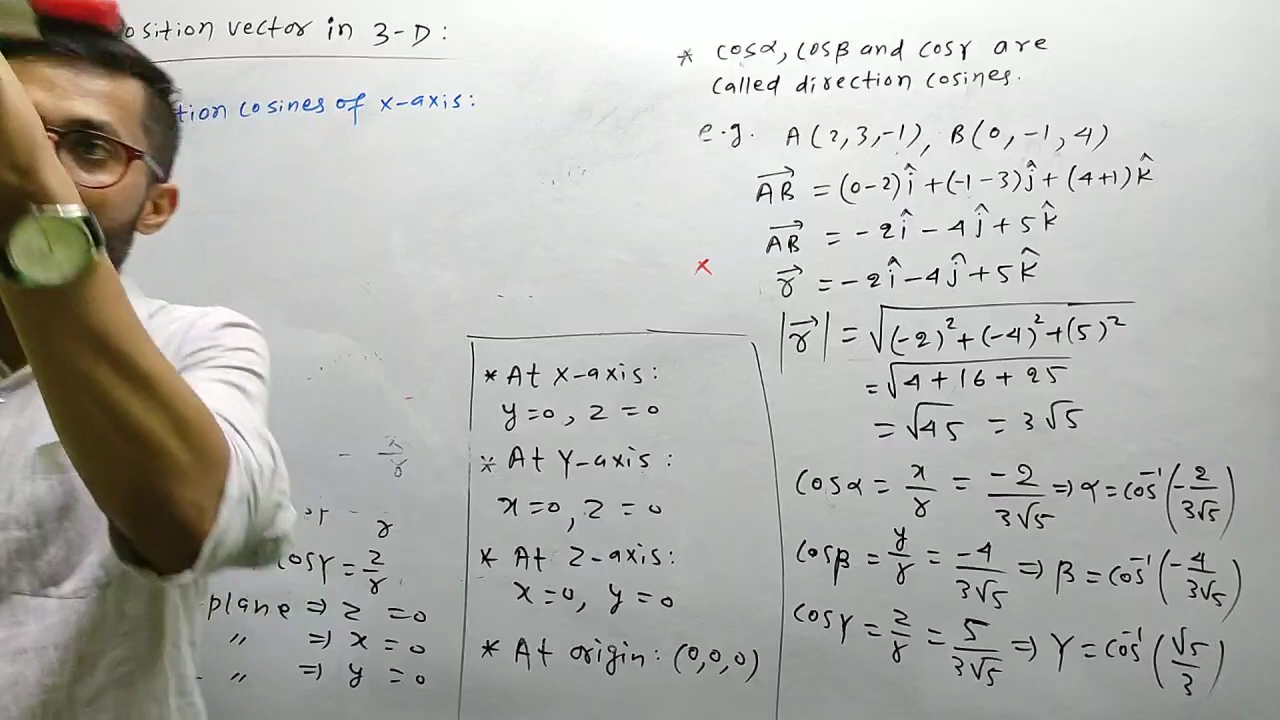 osition vector in 3-D:
tion cosines of x-axis:
- x/r
r
cosγ = z/r
plane ⇒ z = 0
" ⇒ x = 0
" ⇒ y = 0
* At X-axis:
y=0, z=0
* At Y-axis:
x=0, z=0
* At Z-axis:
x=0, y=0
* At origin: (0,0,0)
* cosα, cosβ and cosγ are
called direction cosines.
e.g. A(2,3,-1), B(0,-1,4)
\overrightarrow{AB} = (0-2)î + (-1-3)ĵ + (4+1)k̂
\overrightarrow{AB} = -2î - 4ĵ + 5k̂
×
\overrightarrow{r} = -2î - 4ĵ + 5k̂
|\overrightarrow{r}| = √((-2)² + (-4)² + (5)²)
= √(4+16+25)
= √45 = 3√5
cosα = x/r = -2/3√5 ⇒ α = cos⁻¹(-2/3√5)
cosβ = y/r = -4/3√5 ⇒ β = cos⁻¹(-4/3√5)
cosγ = z/r = 5/3√5 ⇒ γ = cos⁻¹(√5/3)